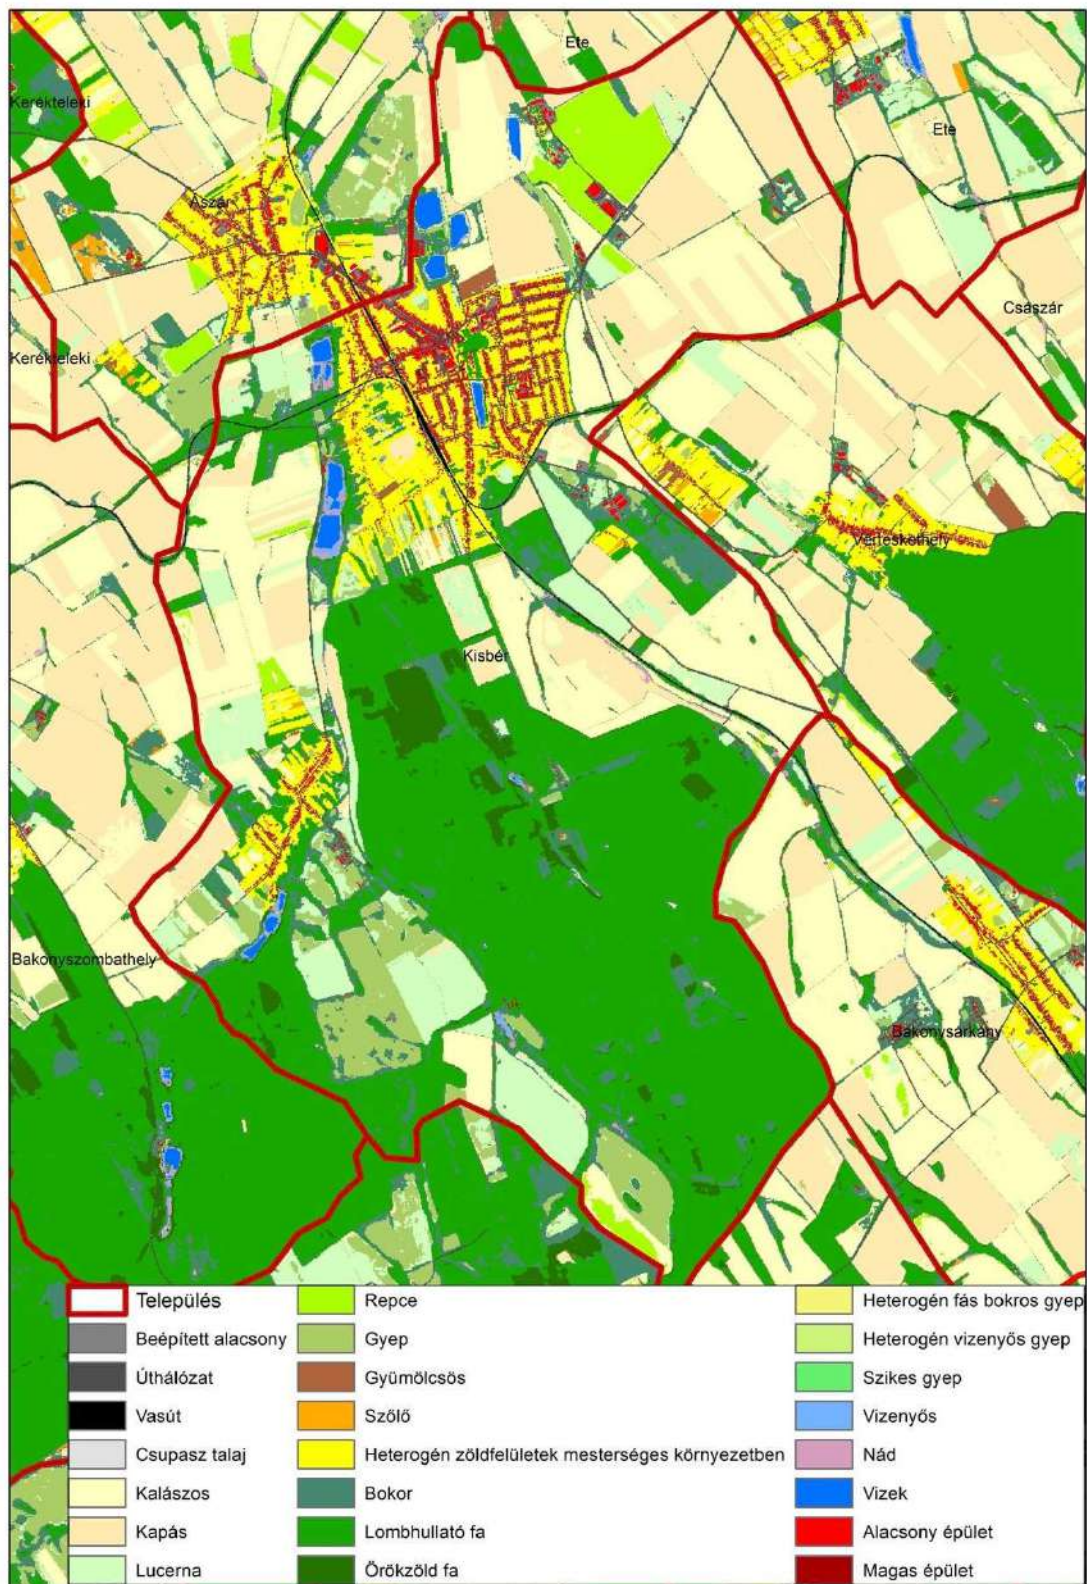 Ete
Kerékteleki
Ete
Ászár
Császár
Kerékteleki
Vérteskethely
Kisbér
Bakonyszombathely
Bakonysárkány
Település
Beépített alacsony
Úthálózat
Vasút
Csupasz talaj
Kalászos
Kapás
Lucerna
Repce
Gyep
Gyümölcsös
Szőlő
Heterogén zöldfelületek mesterséges környezetben
Bokor
Lombhullató fa
Örökzöld fa
Heterogén fás bokros gyep
Heterogén vizenyős gyep
Szikes gyep
Vizenyős
Nád
Vizek
Alacsony épület
Magas épület